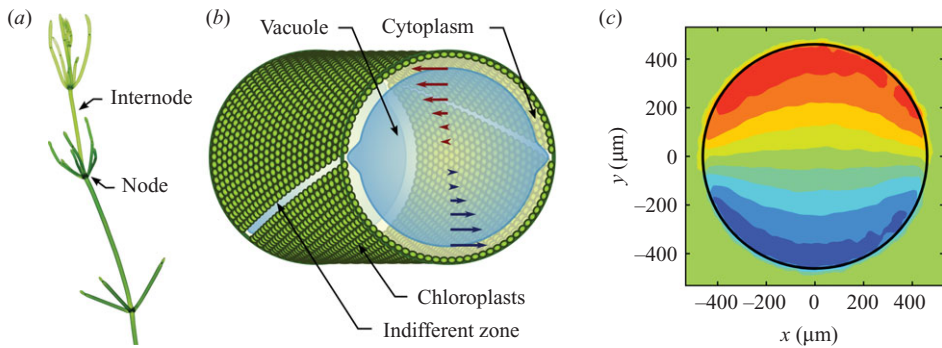 (a)
Internode
Node
(b)
Vacuole
Cytoplasm
Chloroplasts
Indifferent zone
(c)
400
200
0
–200
–400
y (μm)
–400 –200 0 200 400
x (μm)